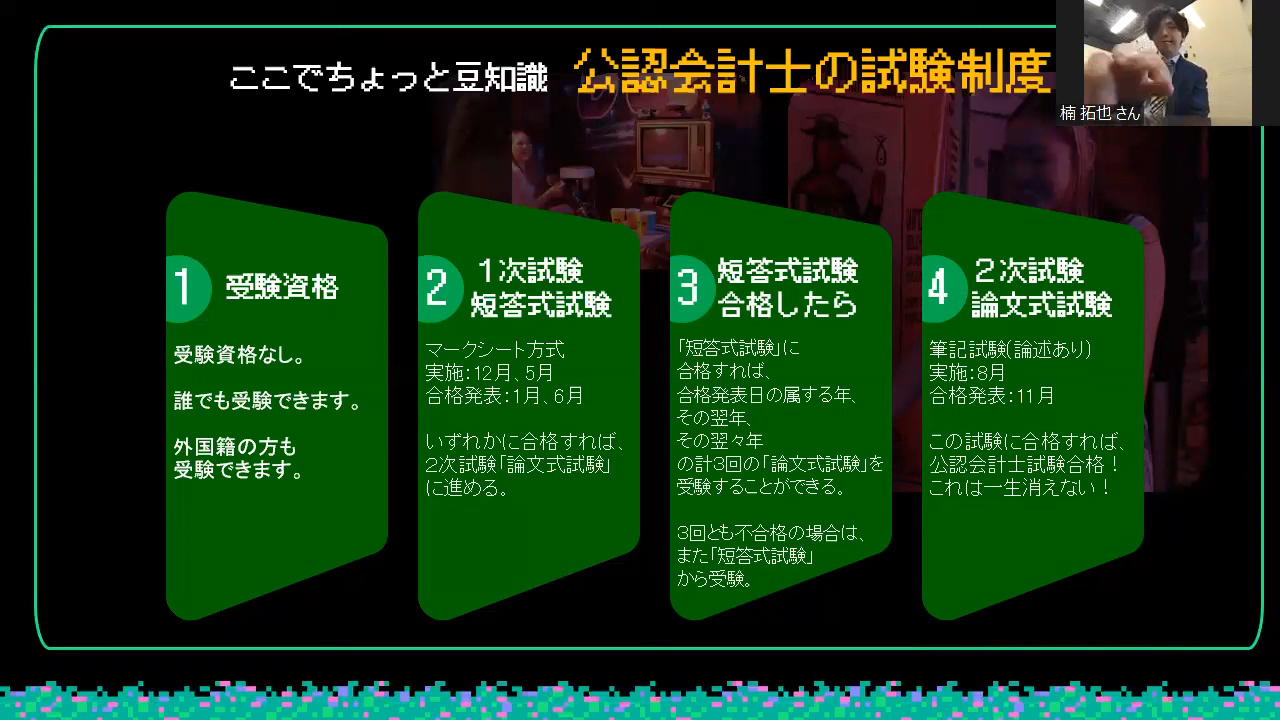 ここでちょっと豆知識 公認会計士の試験制度
楠 拓也 さん
1 受験資格
受験資格なし。
誰でも受験できます。
外国籍の方も
受験できます。
2 １次試験
短答式試験
マークシート方式
実施：12月、5月
合格発表：1月、6月
いずれかに合格すれば、
２次試験「論文式試験」
に進める。
3 短答式試験
合格したら
「短答式試験」に
合格すれば、
合格発表日の属する年、
その翌年、
その翌々年
の計3回の「論文式試験」を
受験することができる。
3回とも不合格の場合は、
また「短答式試験」
から受験。
4 ２次試験
論文式試験
筆記試験(論述あり)
実施：8月
合格発表：11月
この試験に合格すれば、
公認会計士試験合格！
これは一生消えない！